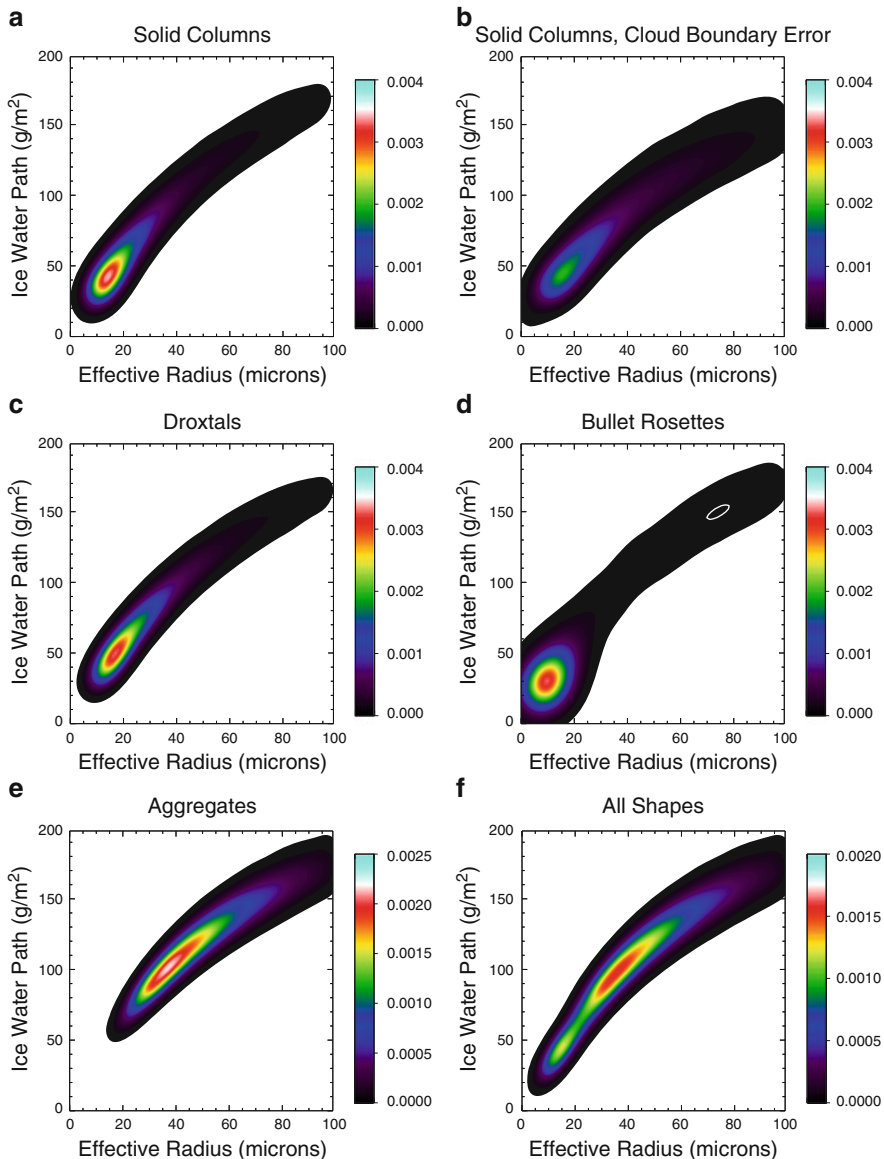 a
Solid Columns
200
150
100
50
0
Ice Water Path (g/m²)
0 20 40 60 80 100
Effective Radius (microns)
0.004
0.003
0.002
0.001
0.000
b
Solid Columns, Cloud Boundary Error
200
150
100
50
0
Ice Water Path (g/m²)
0 20 40 60 80 100
Effective Radius (microns)
0.004
0.003
0.002
0.001
0.000
c
Droxtals
200
150
100
50
0
Ice Water Path (g/m²)
0 20 40 60 80 100
Effective Radius (microns)
0.004
0.003
0.002
0.001
0.000
d
Bullet Rosettes
200
150
100
50
0
Ice Water Path (g/m²)
0 20 40 60 80 100
Effective Radius (microns)
0.004
0.003
0.002
0.001
0.000
e
Aggregates
200
150
100
50
0
Ice Water Path (g/m²)
0 20 40 60 80 100
Effective Radius (microns)
0.0025
0.0020
0.0015
0.0010
0.0005
0.0000
f
All Shapes
200
150
100
50
0
Ice Water Path (g/m²)
0 20 40 60 80 100
Effective Radius (microns)
0.0020
0.0015
0.0010
0.0005
0.0000